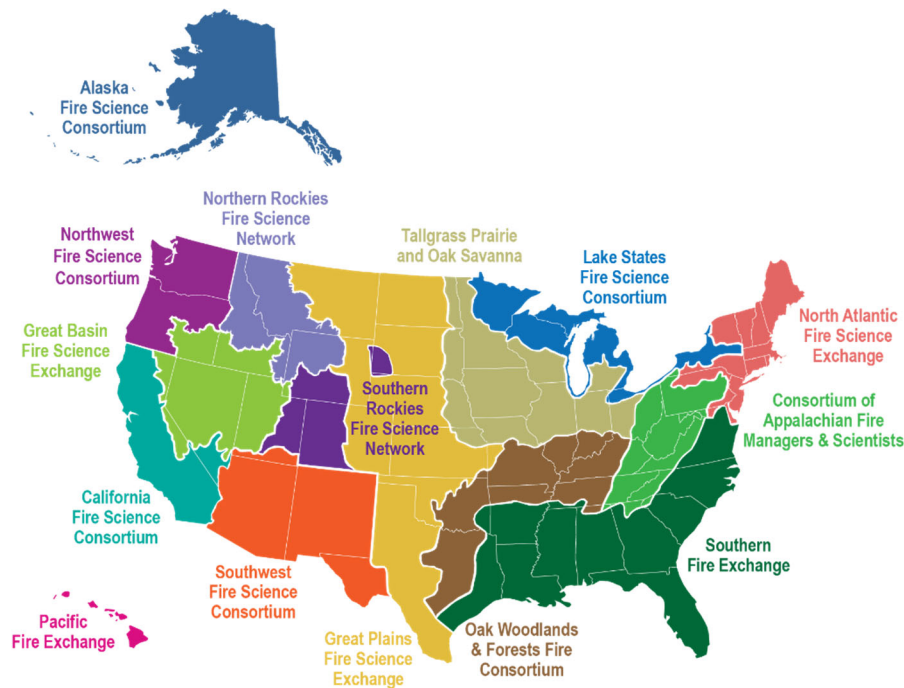 Alaska
Fire Science
Consortium
Northern Rockies
Fire Science
Network
Northwest
Fire Science
Consortium
Tallgrass Prairie
and Oak Savanna
Lake States
Fire Science
Consortium
North Atlantic
Fire Science
Exchange
Great Basin
Fire Science
Exchange
Southern
Rockies
Fire Science
Network
Consortium of
Appalachian Fire
Managers & Scientists
California
Fire Science
Consortium
Southern
Fire Exchange
Southwest
Fire Science
Consortium
Pacific
Fire Exchange
Great Plains
Fire Science
Exchange
Oak Woodlands
& Forests Fire
Consortium